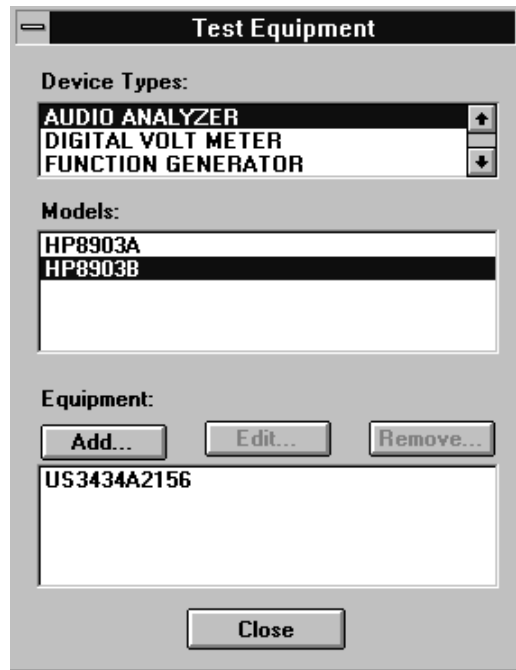 Test Equipment
Device Types:
AUDIO ANALYZER
DIGITAL VOLT METER
FUNCTION GENERATOR
Models:
HP8903A
HP8903B
Equipment:
Add... Edit... Remove...
US3434A2156
Close